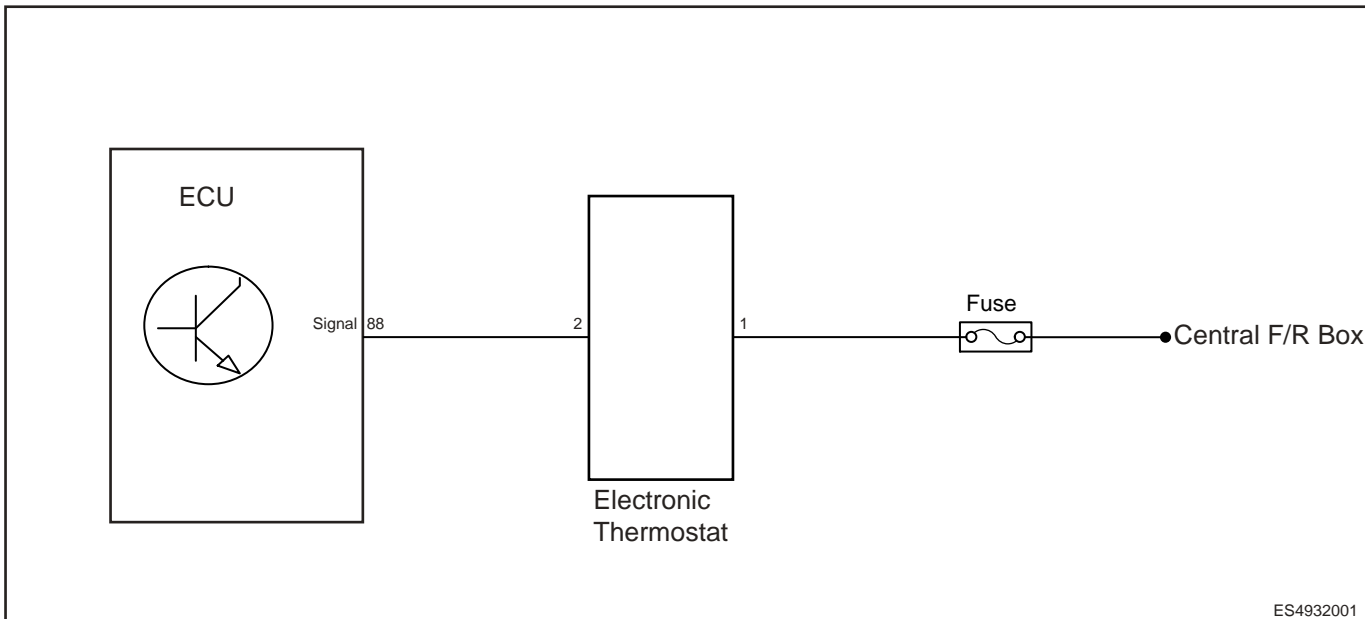 ECU
Signal 88
2
1
Fuse
Central F/R Box
Electronic
Thermostat
ES4932001